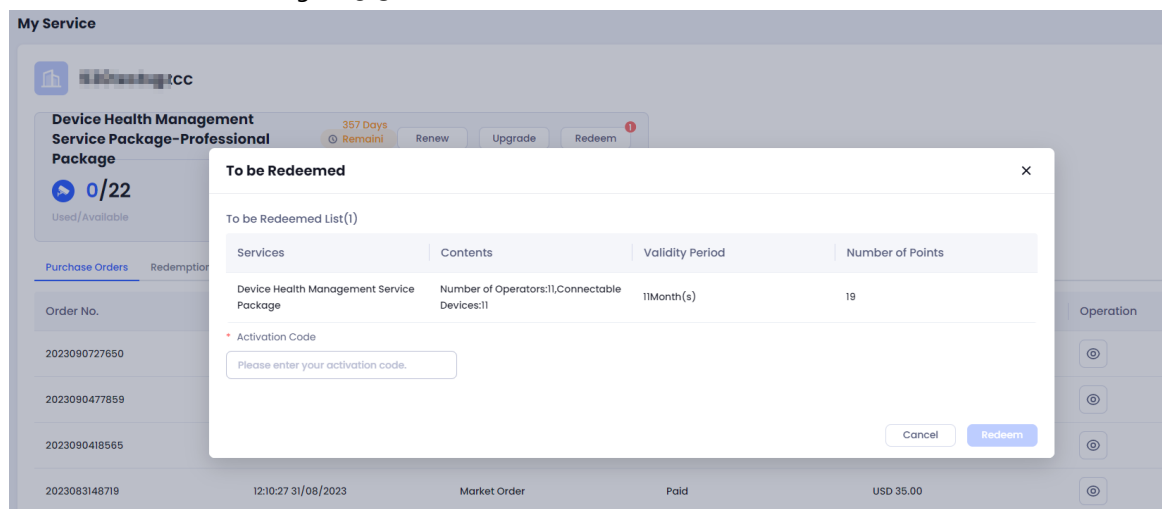 My Service
CC
Device Health Management
Service Package-Professional
Package
357 Days
Remaini
Renew
Upgrade
Redeem
0/22
Used/Available
To be Redeemed
To be Redeemed List(1)
Services
Contents
Validity Period
Number of Points
Device Health Management Service
Package
Number of Operators:11,Connectable
Devices:11
11Month(s)
19
* Activation Code
Please enter your activation code.
Cancel
Redeem
Purchase Orders
Redemption
Order No.
Operation
2023090727650
2023090477859
2023090418565
2023083148719
12:10:27 31/08/2023
Market Order
Paid
USD 35.00